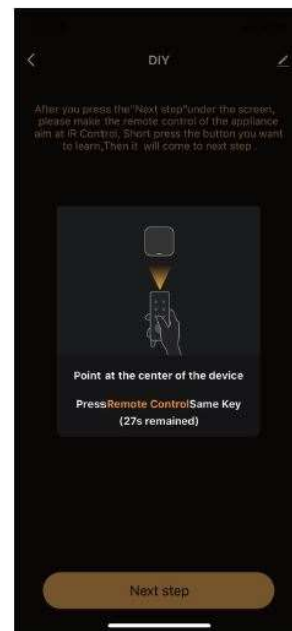 DIY
After you press the"Next step"under the screen,
please make the remote control of the appliance
aim at IR Control, Short press the button you want
to learn,Then it will come to next step .
Point at the center of the device
PressRemote ControlSame Key
(27s remained)
Next step